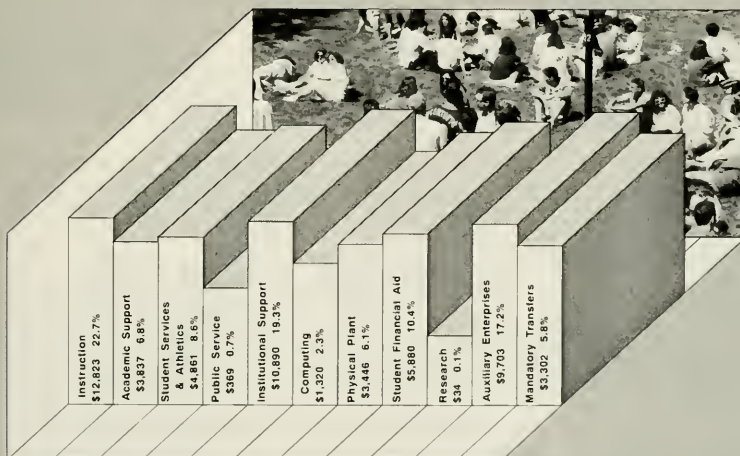 Instruction
$12,823 22.7%
Academic Support
$3,837 6.8%
Student Services
& Athletics
$4,861 8.6%
Public Service
$369 0.7%
Institutional Support
$10,890 19.3%
Computing
$1,320 2.3%
Physical Plant
$3,446 6.1%
Student Financial Aid
$5,880 10.4%
Research
$34 0.1%
Auxiliary Enterprises
$9,703 17.2%
Mandatory Transfers
$3,302 5.8%